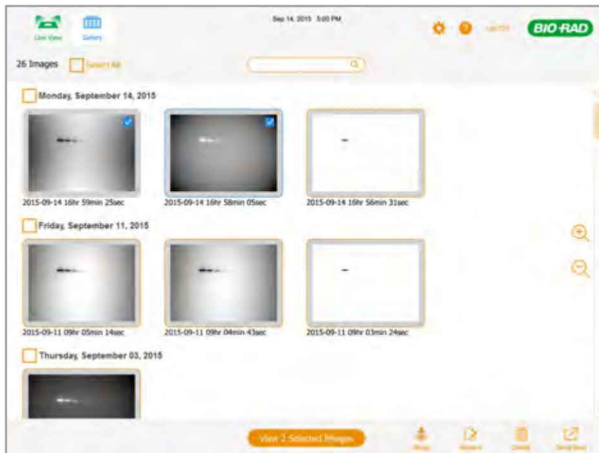 Sep 14, 2015 5:00 PM
Live View
Gallery
BIO-RAD
26 Images
Select All
Monday, September 14, 2015
2015-09-14 16hr 59min 25sec
2015-09-14 16hr 58min 05sec
2015-09-14 16hr 56min 31sec
Friday, September 11, 2015
2015-09-11 09hr 05min 14sec
2015-09-11 09hr 04min 43sec
2015-09-11 09hr 03min 24sec
Thursday, September 03, 2015
View 2 Selected Images
Delete